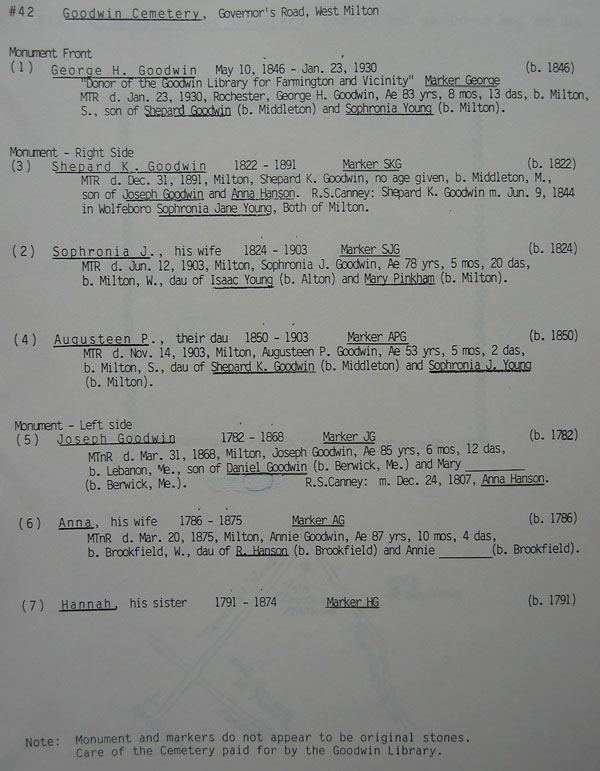 #42 Goodwin Cemetery, Governor's Road, West Milton
Monument Front
(1) George H. Goodwin May 10, 1846 - Jan. 23, 1930 (b. 1846)
"Donor of the Goodwin Library for Farmington and Vicinity" Marker George
MTR d. Jan. 23, 1930, Rochester, George H. Goodwin, Ae 83 yrs, 8 mos, 13 das, b. Milton,
S., son of Shepard Goodwin (b. Middleton) and Sophronia Young (b. Milton).
Monument - Right Side
(3) Shepard K. Goodwin 1822 - 1891 Marker SKG (b. 1822)
MTR d. Dec. 31, 1891, Milton, Shepard K. Goodwin, no age given, b. Middleton, M.,
son of Joseph Goodwin and Anna Hanson. R.S.Canney: Shepard K. Goodwin m. Jun. 9, 1844
in Wolfeboro Sophronia Jane Young, Both of Milton.
(2) Sophronia J., his wife 1824 - 1903 Marker SJG (b. 1824)
MTR d. Jun. 12, 1903, Milton, Sophronia J. Goodwin, Ae 78 yrs, 5 mos, 20 das,
b. Milton, W., dau of Isaac Young (b. Alton) and Mary Pinkham (b. Milton).
(4) Augusteen P., their dau 1850 - 1903 Marker APG (b. 1850)
MTR d. Nov. 14, 1903, Milton, Augusteen P. Goodwin, Ae 53 yrs, 5 mos, 2 das,
b. Milton, S., dau of Shepard K. Goodwin (b. Middleton) and Sophronia J. Young
(b. Milton).
Monument - Left side
(5) Joseph Goodwin 1782 - 1868 Marker JG (b. 1782)
MTnR d. Mar. 31, 1868, Milton, Joseph Goodwin, Ae 85 yrs, 6 mos, 12 das,
b. Lebanon, Me., son of Daniel Goodwin (b. Berwick, Me.) and Mary ________
(b. Berwick, Me.). R.S.Canney: m. Dec. 24, 1807, Anna Hanson.
(6) Anna, his wife 1786 - 1875 Marker AG (b. 1786)
MTnR d. Mar. 20, 1875, Milton, Annie Goodwin, Ae 87 yrs, 10 mos, 4 das,
b. Brookfield, W., dau of R. Hanson (b. Brookfield) and Annie ________(b. Brookfield).
(7) Hannah, his sister 1791 - 1874 Marker HG (b. 1791)
Note: Monument and markers do not appear to be original stones.
Care of the Cemetery paid for by the Goodwin Library.